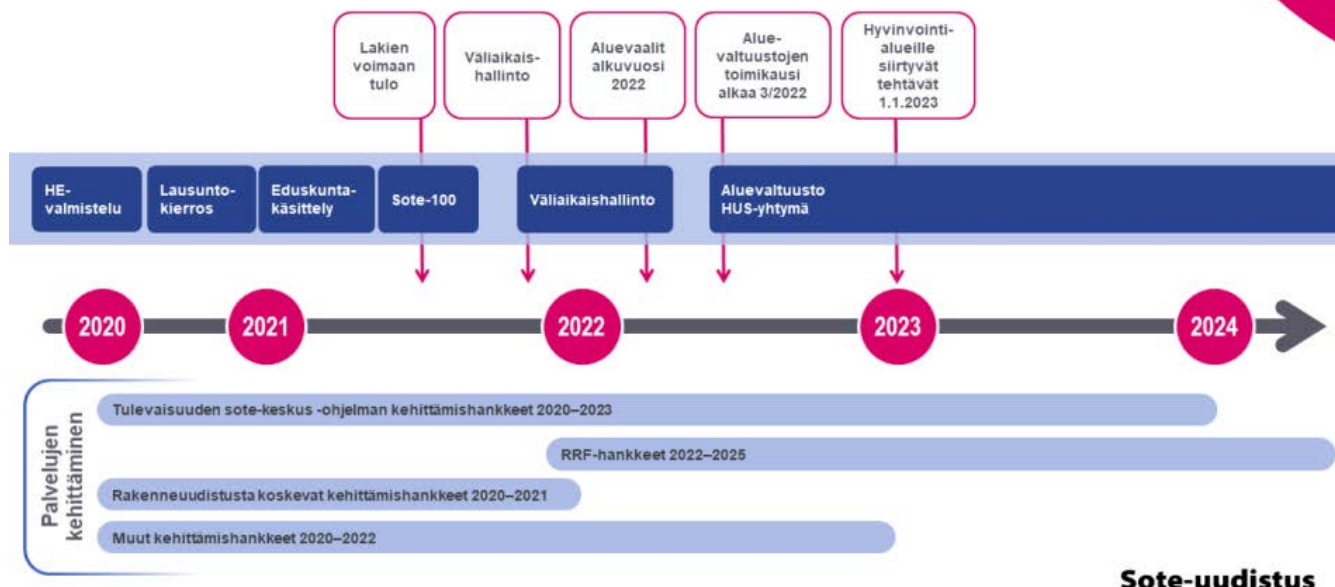 Lakien
voimaan
tulo
Väliaikais-
hallinto
Aluevaalit
alkuvuosi
2022
Alue-
valtuustojen
toimikausi
alkaa 3/2022
Hyvinvointi-
alueille
siirtyvät
tehtävät
1.1.2023
HE-
valmistelu
Lausunto-
kierros
Eduskunta-
käsittely
Sote-100
Väliaikaishallinto
Aluevaltuusto
HUS-yhtymä
2020
2021
2022
2023
2024
Palvelujen
kehittäminen
Tulevaisuuden sote-keskus -ohjelman kehittämishankkeet 2020–2023
RRF-hankkeet 2022–2025
Rakenneuudistusta koskevat kehittämishankkeet 2020–2021
Muut kehittämishankkeet 2020–2022
Sote-uudistus